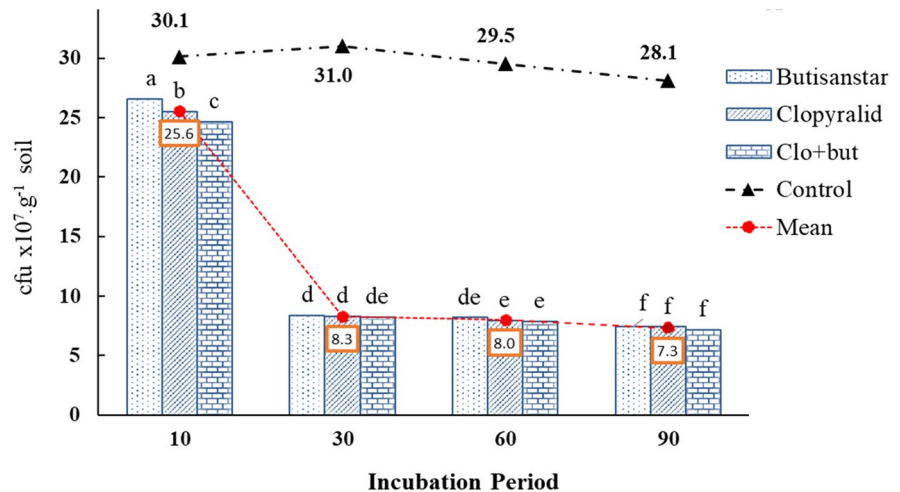 30.1
31.0
29.5
28.1
30
25
20
15
10
5
0
cfu x10⁷.g⁻¹ soil
a b c
25.6
d d de
8.3
de e e
8.0
f f f
7.3
10 30 60 90
Incubation Period
Butisanstar
Clopyralid
Clo+but
Control
Mean